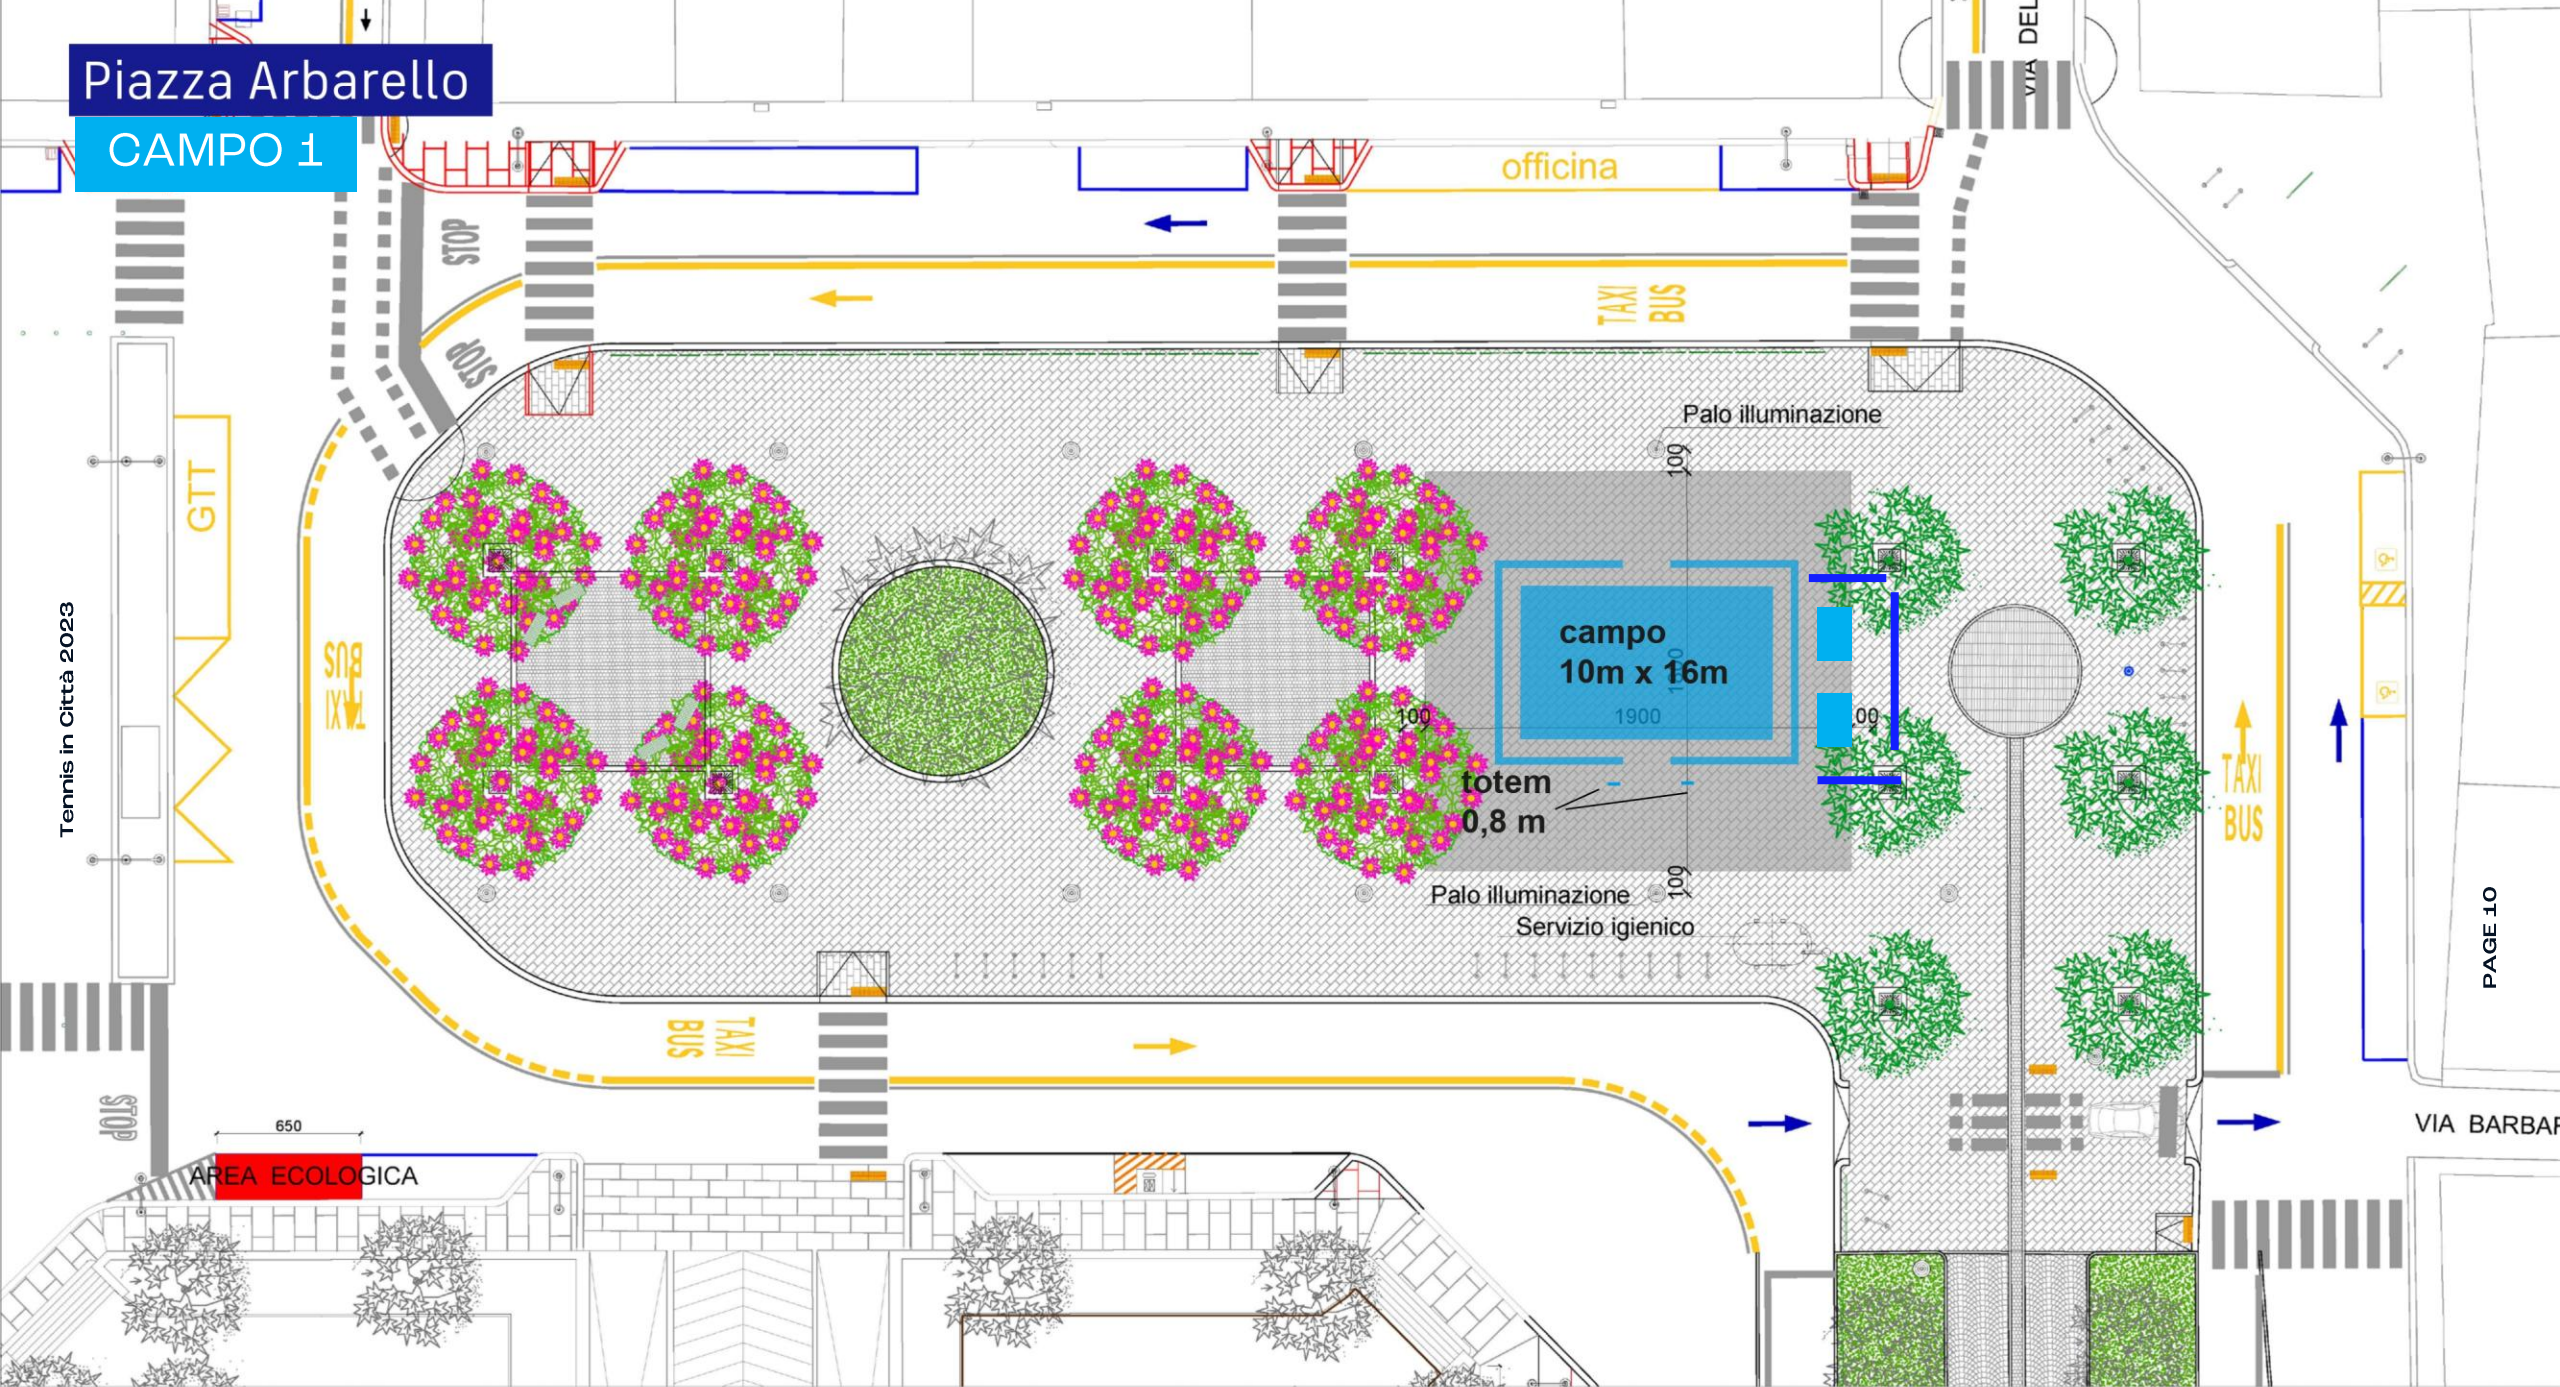 Piazza Arbarello
CAMPO 1
VIA DEL
officina
STOP
STOP
TAXI
BUS
Palo illuminazione
100
GTT
campo
10m x 16m
1900
100
00
totem
0,8 m
TAXI
BUS
Tennis in Città 2023
TAXI
BUS
100
Palo illuminazione
Servizio igienico
PAGE 10
TAXI
BUS
STOP
650
AREA ECOLOGICA
VIA BARBAR